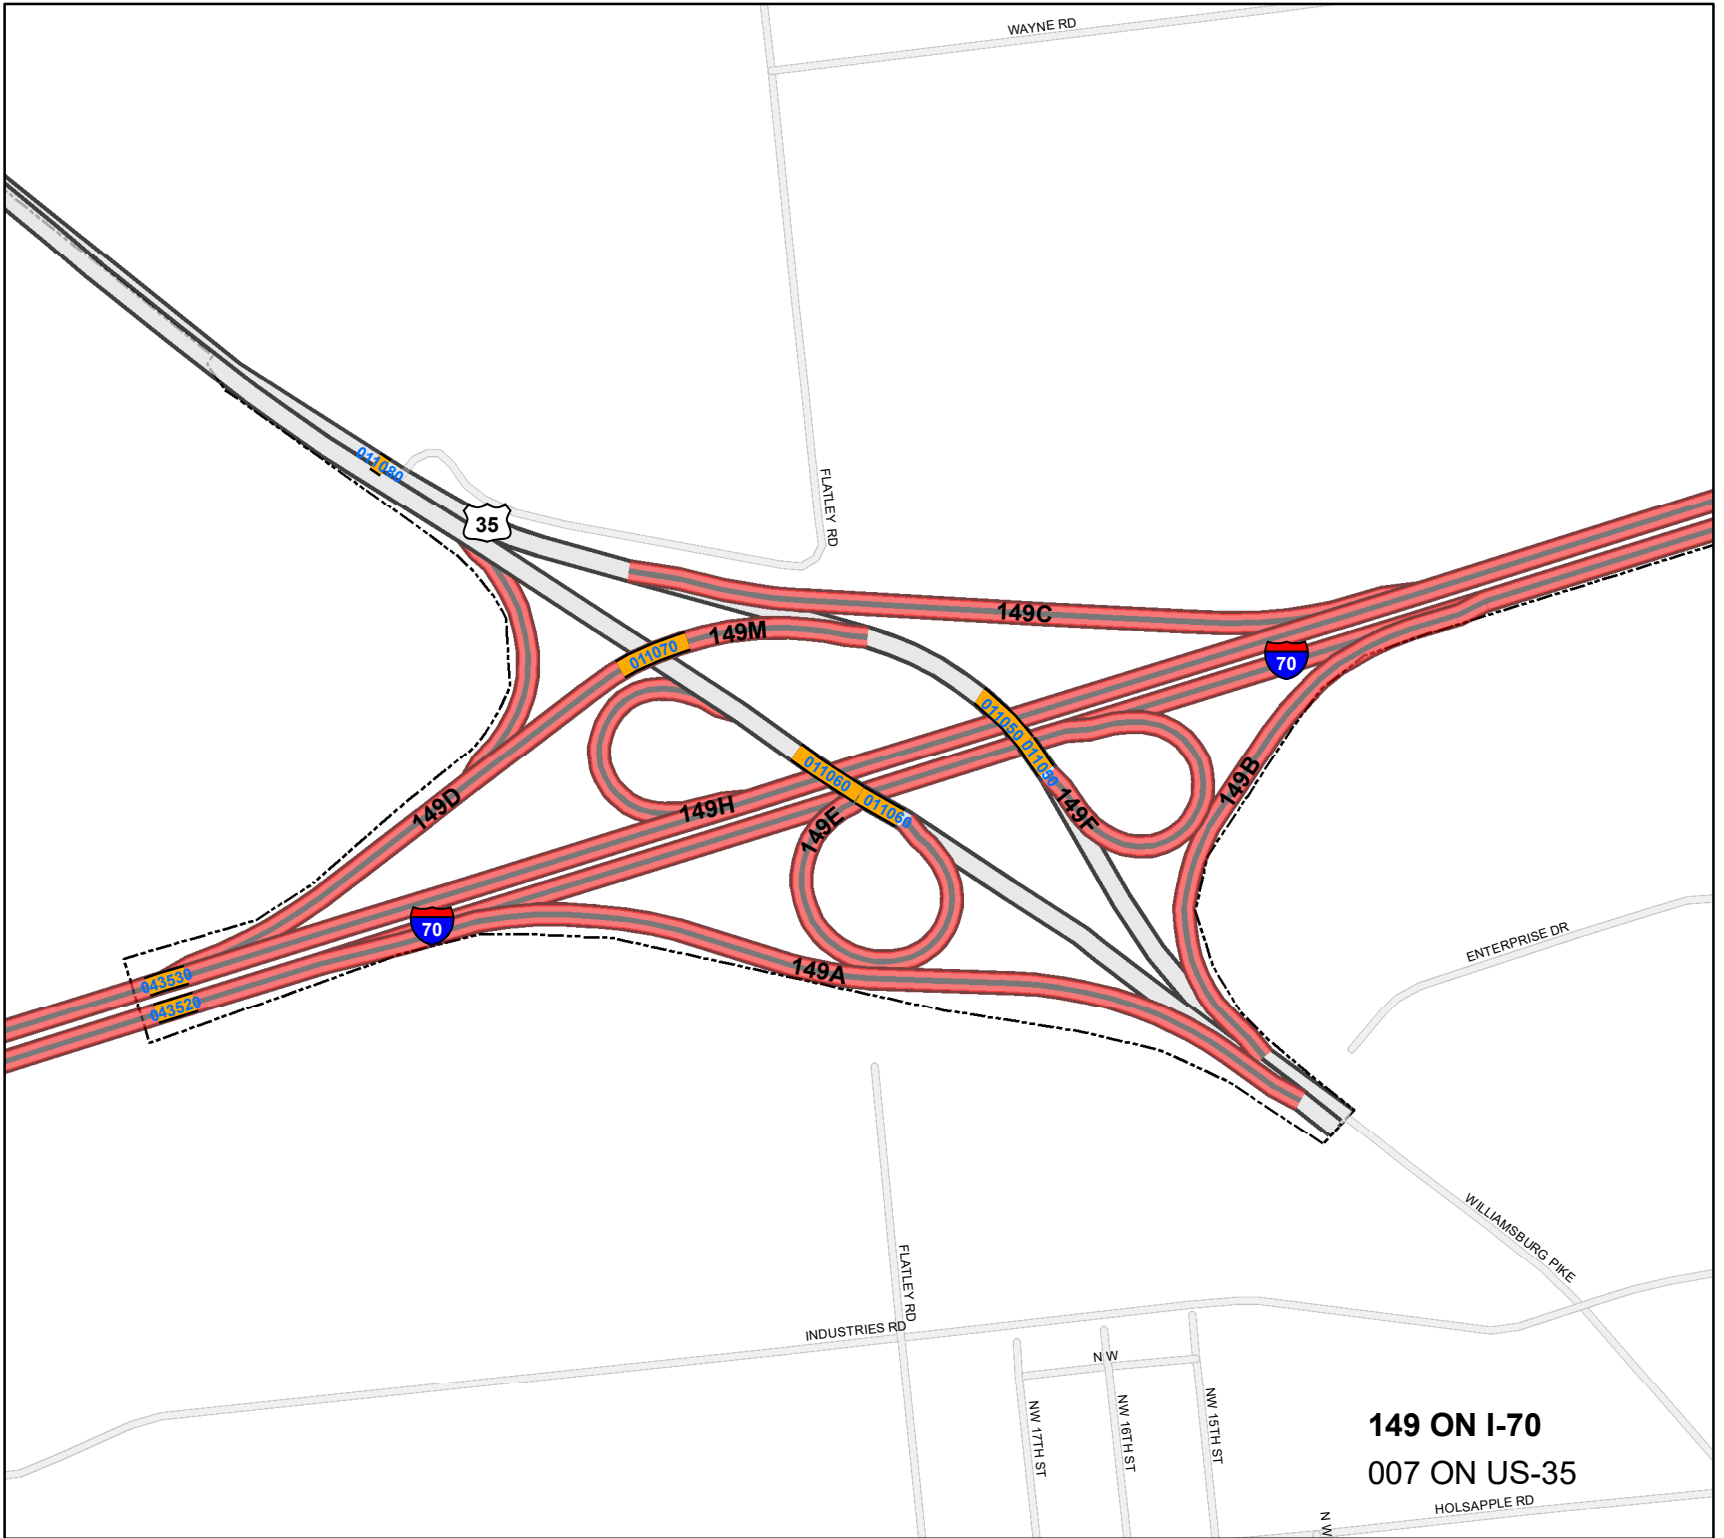 WAYNE RD
011080
35
FLATLEY RD
149C
149M
011070
70
011050
011050
011060
011060
149B
149D
149H
149E
149F
70
149A
043530
043520
ENTERPRISE DR
WILLIAMSBURG PIKE
FLATLEY RD
INDUSTRIES RD
N W
NW 17TH ST
NW 16TH ST
NW 15TH ST
149 ON I-70
007 ON US-35
HOLSAPPLE RD
N W